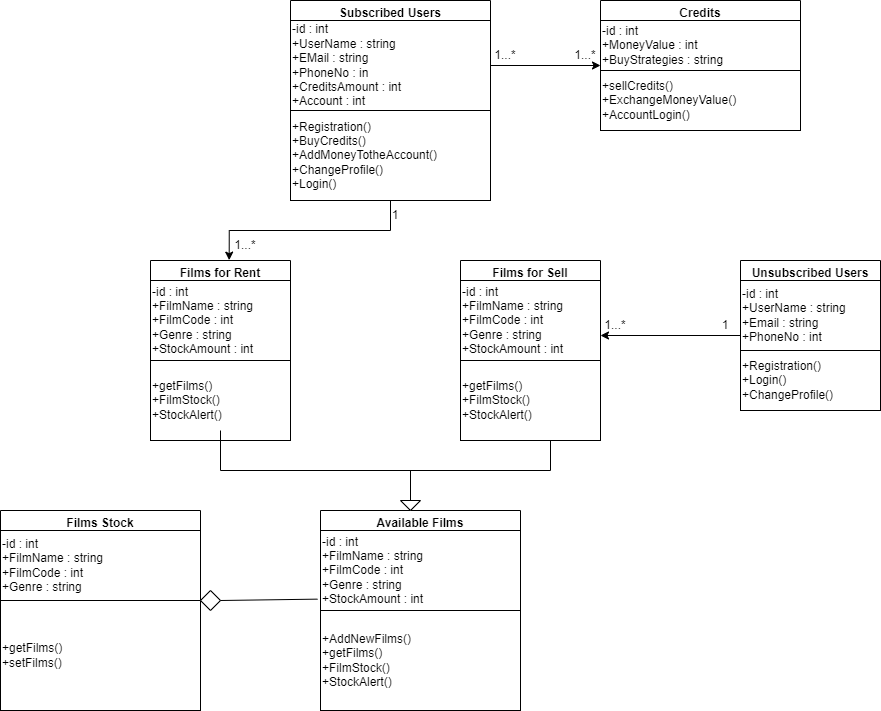 Subscribed Users
-id : int
+UserName : string
+EMail : string
+PhoneNo : in
+CreditsAmount : int
+Account : int
+Registration()
+BuyCredits()
+AddMoneyTotheAccount()
+ChangeProfile()
+Login()
1...*
1...*
Credits
-id : int
+MoneyValue : int
+BuyStrategies : string
+sellCredits()
+ExchangeMoneyValue()
+AccountLogin()
1
1...*
Films for Rent
-id : int
+FilmName : string
+FilmCode : int
+Genre : string
+StockAmount : int
+getFilms()
+FilmStock()
+StockAlert()
Films for Sell
-id : int
+FilmName : string
+FilmCode : int
+Genre : string
+StockAmount : int
+getFilms()
+FilmStock()
+StockAlert()
1...*
1
Unsubscribed Users
-id : int
+UserName : string
+Email : string
+PhoneNo : int
+Registration()
+Login()
+ChangeProfile()
Films Stock
-id : int
+FilmName : string
+FilmCode : int
+Genre : string
+getFilms()
+setFilms()
Available Films
-id : int
+FilmName : string
+FilmCode : int
+Genre : string
+StockAmount : int
+AddNewFilms()
+getFilms()
+FilmStock()
+StockAlert()